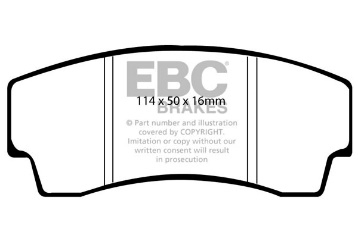 EBC
BRAKES
114 x 50 x 16mm
© Part number and
illustration contents
covered by COPYRIGHT.
Imitation or copy without
our written consent will
result in prosecution